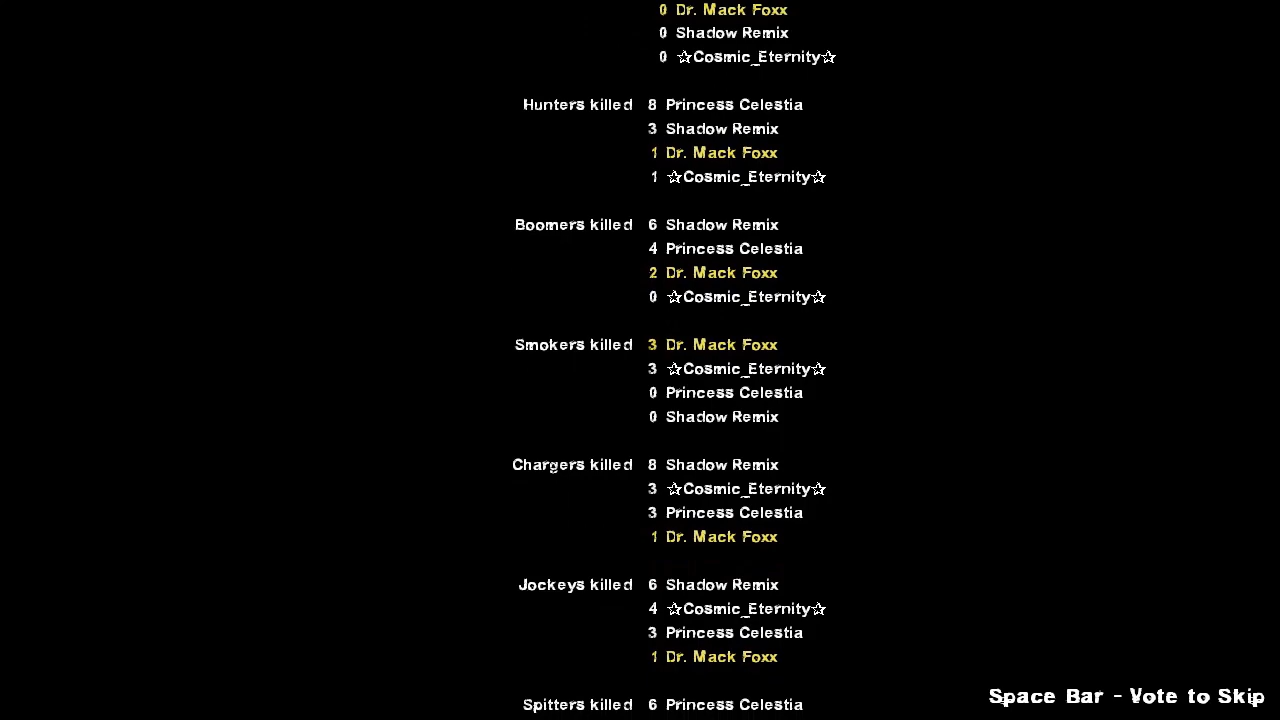 0 Dr. Mack Foxx
0 Shadow Remix
0 ☆Cosmic_Eternity☆
Hunters killed 8 Princess Celestia
3 Shadow Remix
1 Dr. Mack Foxx
1 ☆Cosmic_Eternity☆
Boomers killed 6 Shadow Remix
4 Princess Celestia
2 Dr. Mack Foxx
0 ☆Cosmic_Eternity☆
Smokers killed 3 Dr. Mack Foxx
3 ☆Cosmic_Eternity☆
0 Princess Celestia
0 Shadow Remix
Chargers killed 8 Shadow Remix
3 ☆Cosmic_Eternity☆
3 Princess Celestia
1 Dr. Mack Foxx
Jockeys killed 6 Shadow Remix
4 ☆Cosmic_Eternity☆
3 Princess Celestia
1 Dr. Mack Foxx
Spitters killed 6 Princess Celestia
Space Bar - Vote to Skip